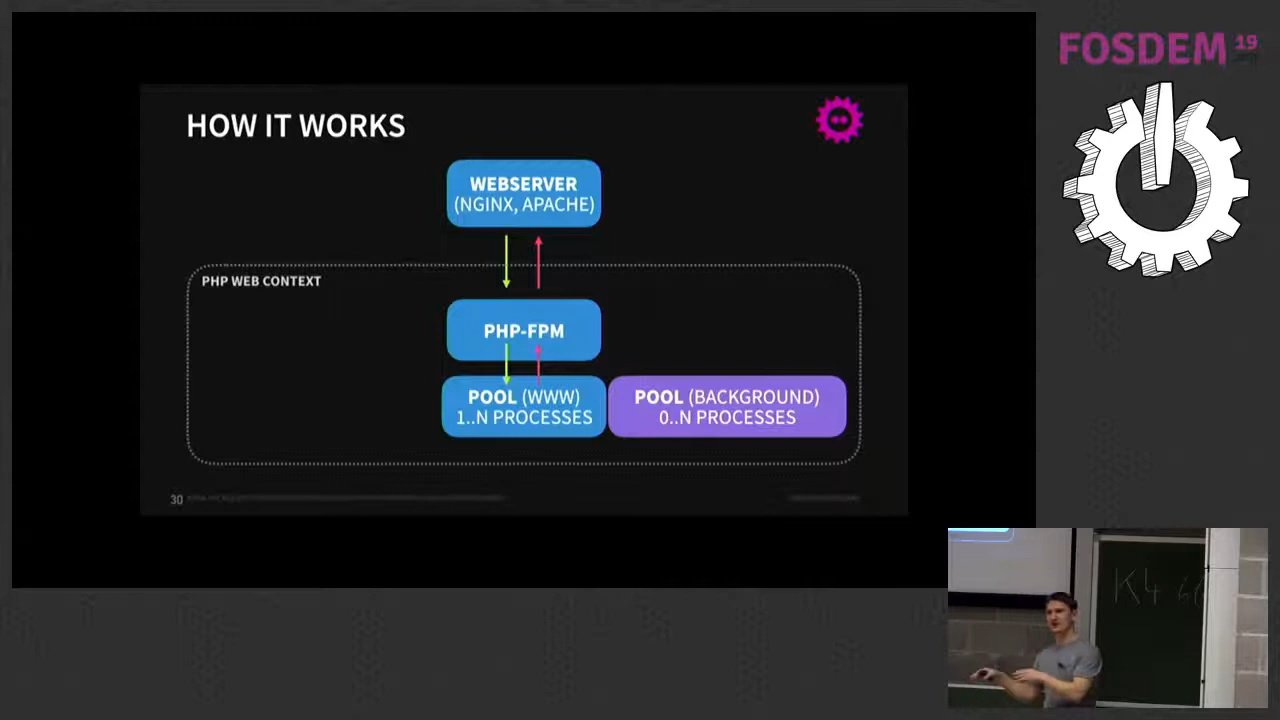 FOSDEM 19
HOW IT WORKS
WEBSERVER
(NGINX, APACHE)
PHP WEB CONTEXT
PHP-FPM
POOL (WWW)
1..N PROCESSES
POOL (BACKGROUND)
0..N PROCESSES
30
K4